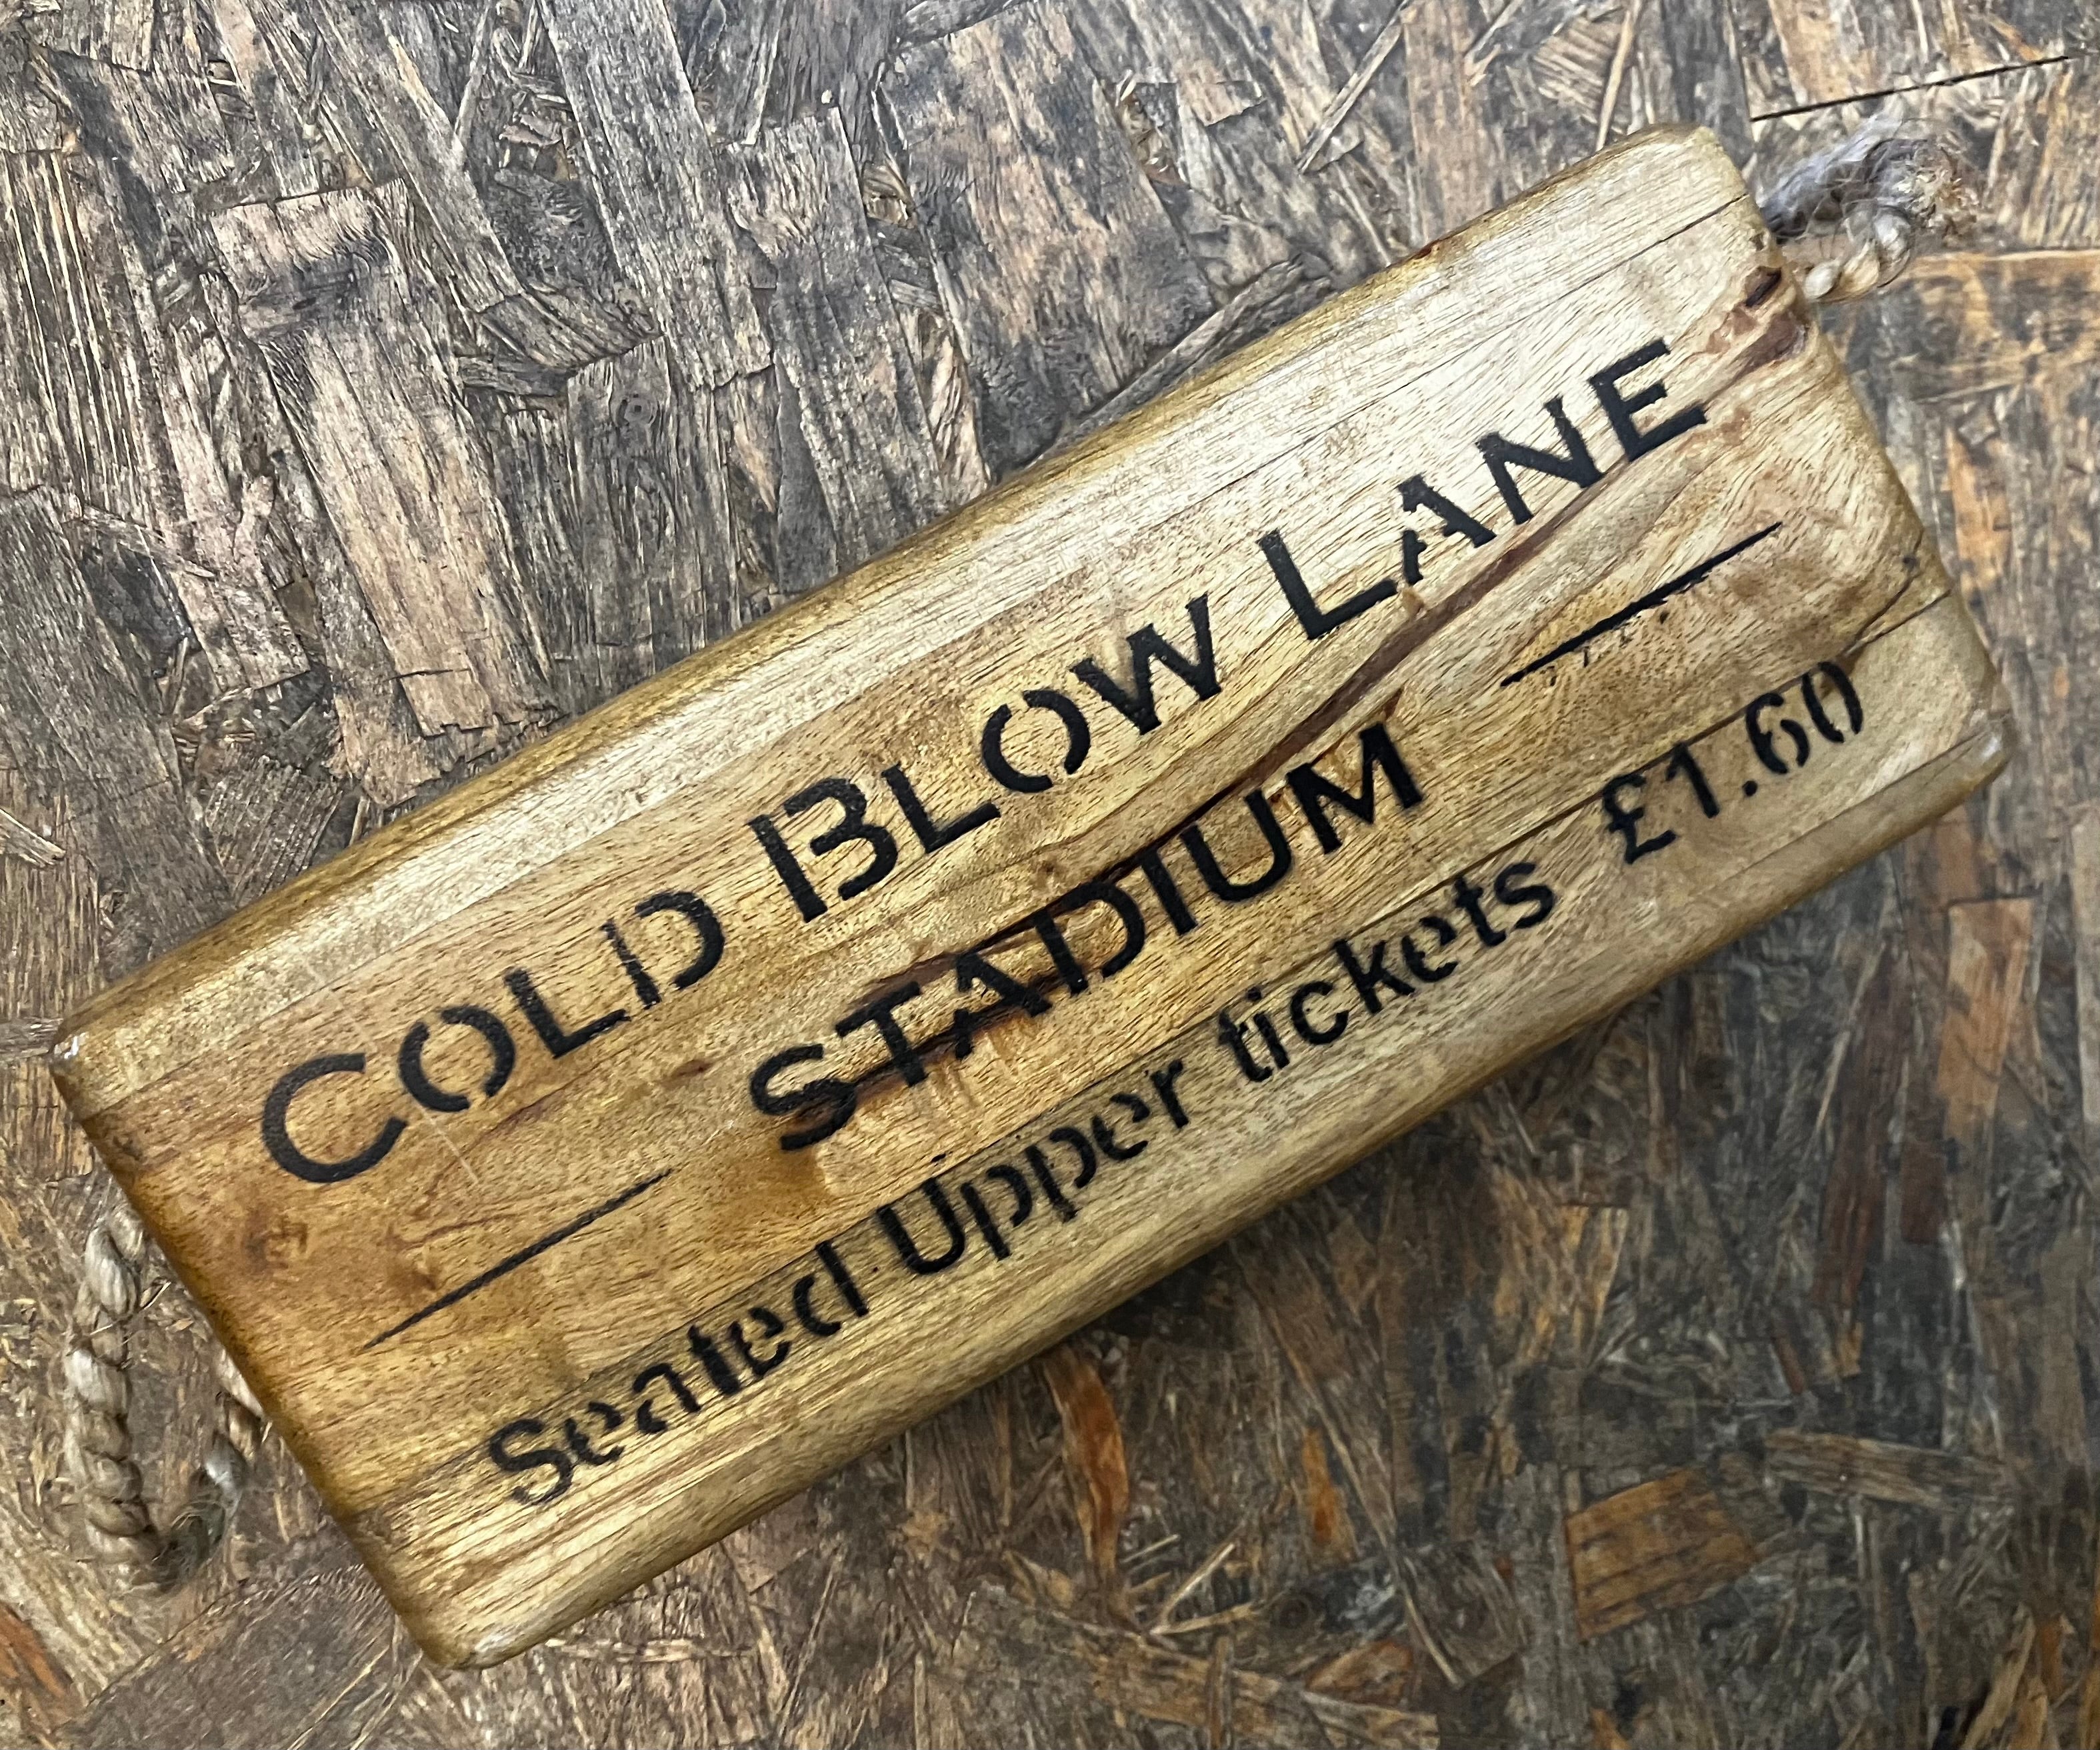 COLD BLOW LANE
STADIUM
Seated Upper tickets £1.60